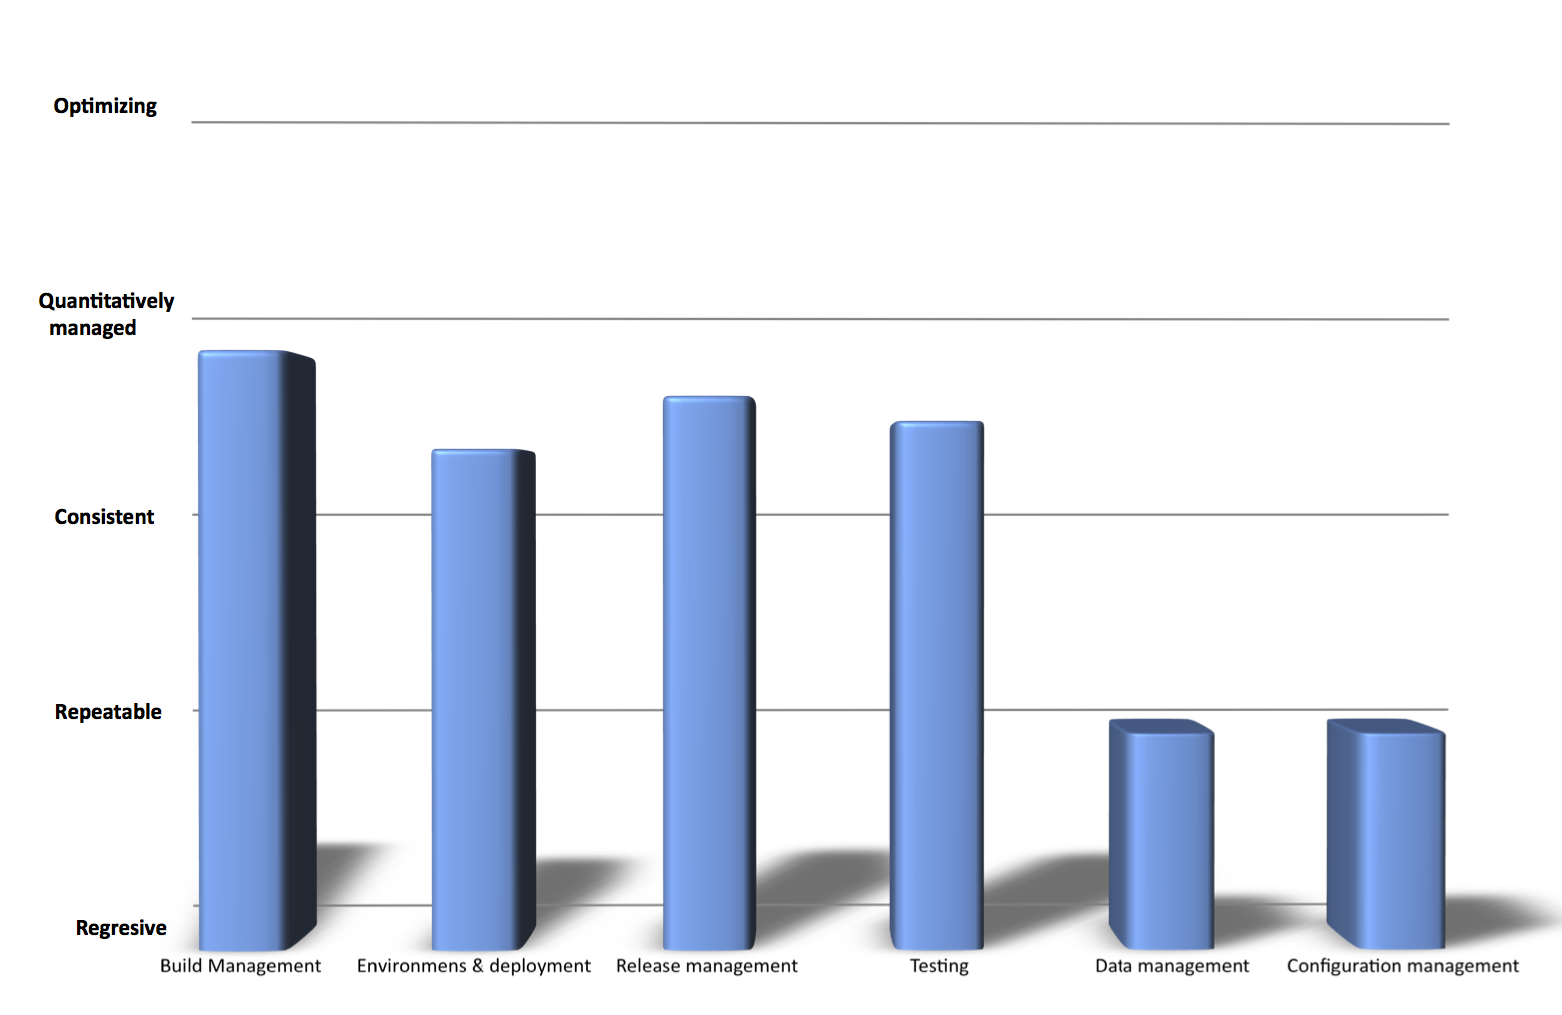 Optimizing
Quantitatively
managed
Consistent
Repeatable
Regresive
Build Management
Environmens & deployment
Release management
Testing
Data management
Configuration management